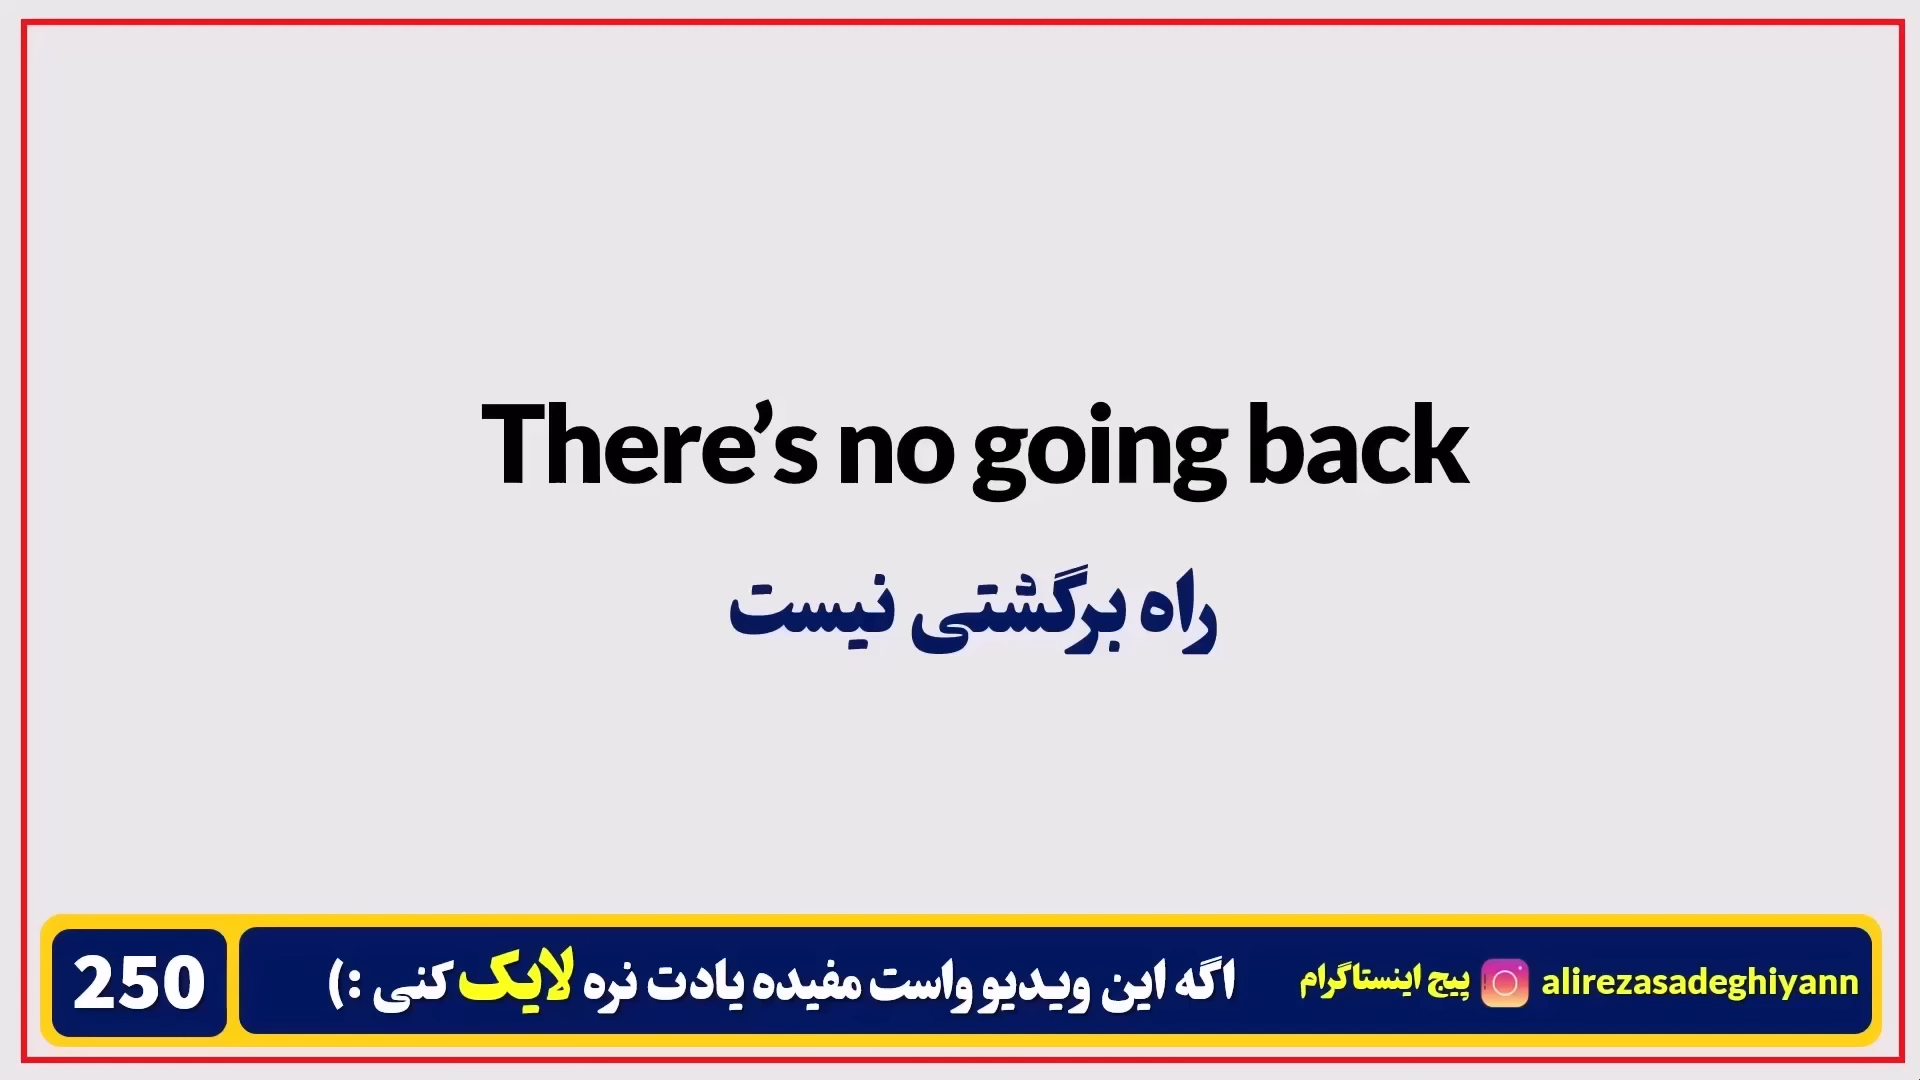 There’s no going back
راه برگشتی نیست
250
اگه این ویدیو واست مفیده یادت نره لایک کنی :)
پیج اینستاگرام
alirezasadeghiyann